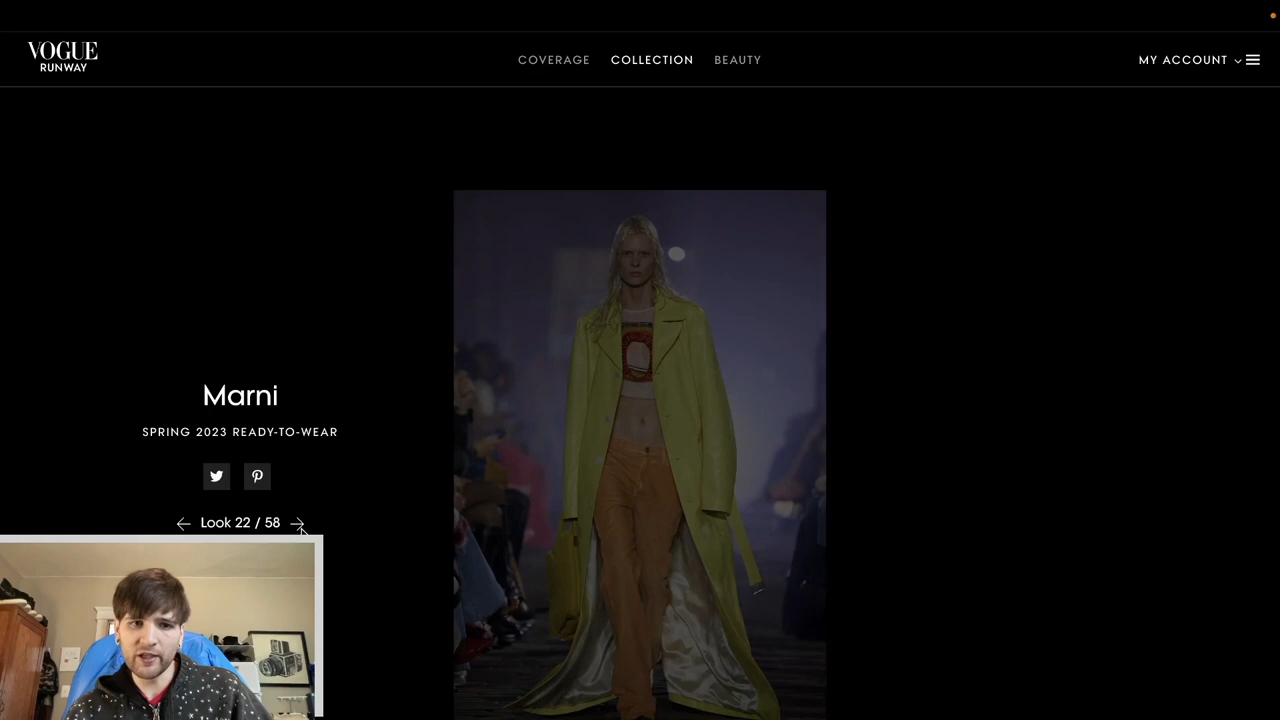 VOGUE
RUNWAY
COVERAGE COLLECTION BEAUTY
MY ACCOUNT
Marni
SPRING 2023 READY-TO-WEAR
Look 22 / 58